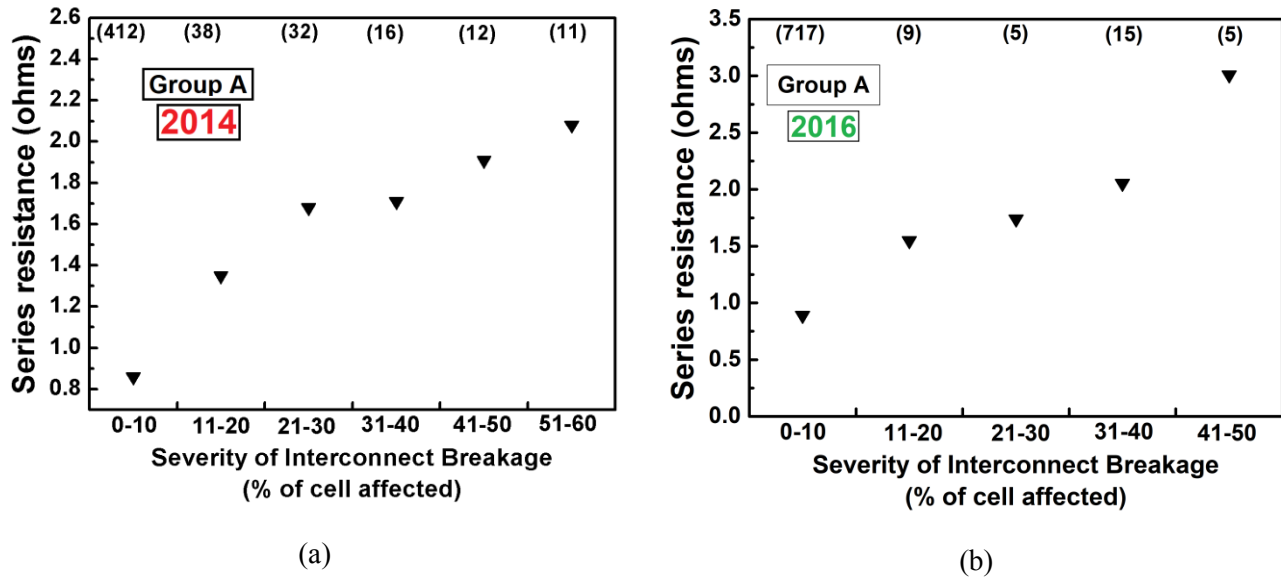 2.6
2.4
2.2
2.0
1.8
1.6
1.4
1.2
1.0
0.8
Series resistance (ohms)
(412) (38) (32) (16) (12) (11)
Group A
2014
0-10 11-20 21-30 31-40 41-50 51-60
Severity of Interconnect Breakage
(% of cell affected)
(a)
3.0
2.5
2.0
1.5
1.0
0.5
0.0
Series resistance (ohms)
(717) (9) (5) (15) (5)
Group A
2016
0-10 11-20 21-30 31-40 41-50
Severity of Interconnect Breakage
(% of cell affected)
(b)